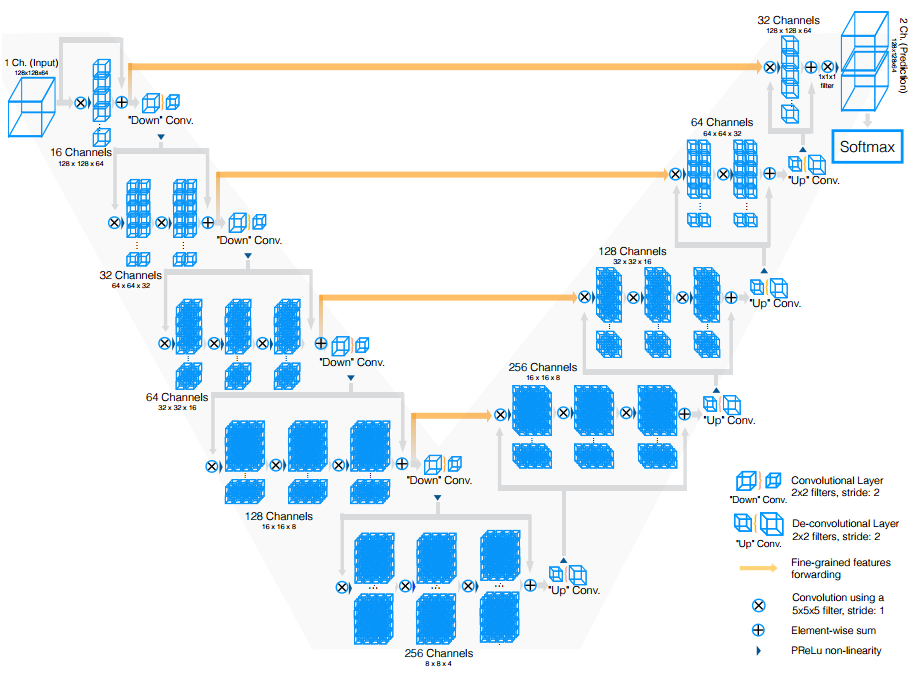 1 Ch. (Input)
128x128x64
"Down" Conv.
16 Channels
128 x 128 x 64
"Down" Conv.
32 Channels
64 x 64 x 32
"Down" Conv.
64 Channels
32 x 32 x 16
"Down" Conv.
128 Channels
16 x 16 x 8
256 Channels
8 x 8 x 4
"Up" Conv.
256 Channels
16 x 16 x 8
"Up" Conv.
128 Channels
32 x 32 x 16
"Up" Conv.
64 Channels
64 x 64 x 32
"Up" Conv.
32 Channels
128 x 128 x 64
1x1x1
filter
2 Ch. (Prediction)
128x128x64
Softmax
"Down" Conv.
Convolutional Layer
2x2 filters, stride: 2
"Up" Conv.
De-convolutional Layer
2x2 filters, stride: 2
Fine-grained features
forwarding
Convolution using a
5x5x5 filter, stride: 1
Element-wise sum
PReLu non-linearity